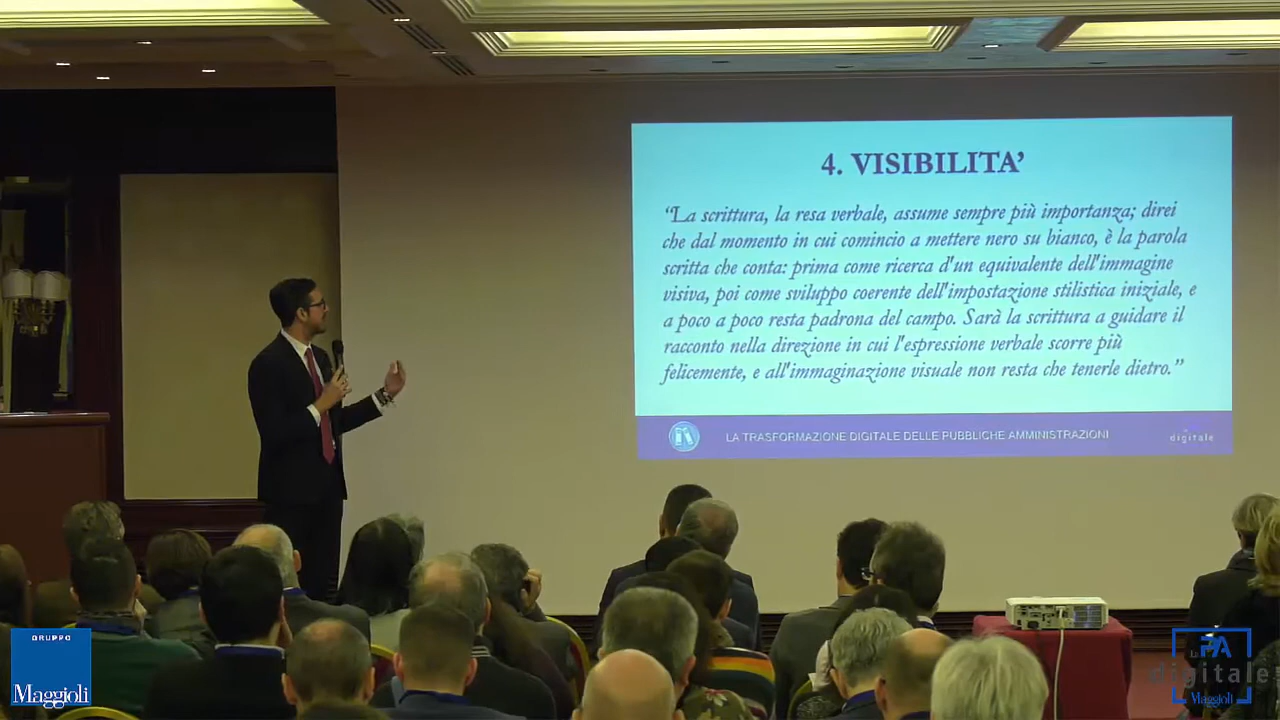 4. VISIBILITA’
“La scrittura, la resa verbale, assume sempre più importanza; direi
che dal momento in cui comincio a mettere nero su bianco, è la parola
scritta che conta: prima come ricerca d'un equivalente dell'immagine
visiva, poi come sviluppo coerente dell'impostazione stilistica iniziale, e
a poco a poco resta padrona del campo. Sarà la scrittura a guidare il
racconto nella direzione in cui l'espressione verbale scorre più
felicemente, e all'immaginazione visuale non resta che tenerle dietro.”
LA TRASFORMAZIONE DIGITALE DELLE PUBBLICHE AMMINISTRAZIONI
digitale
GRUPPO
Maggioli
La PA
digitale
Maggioli